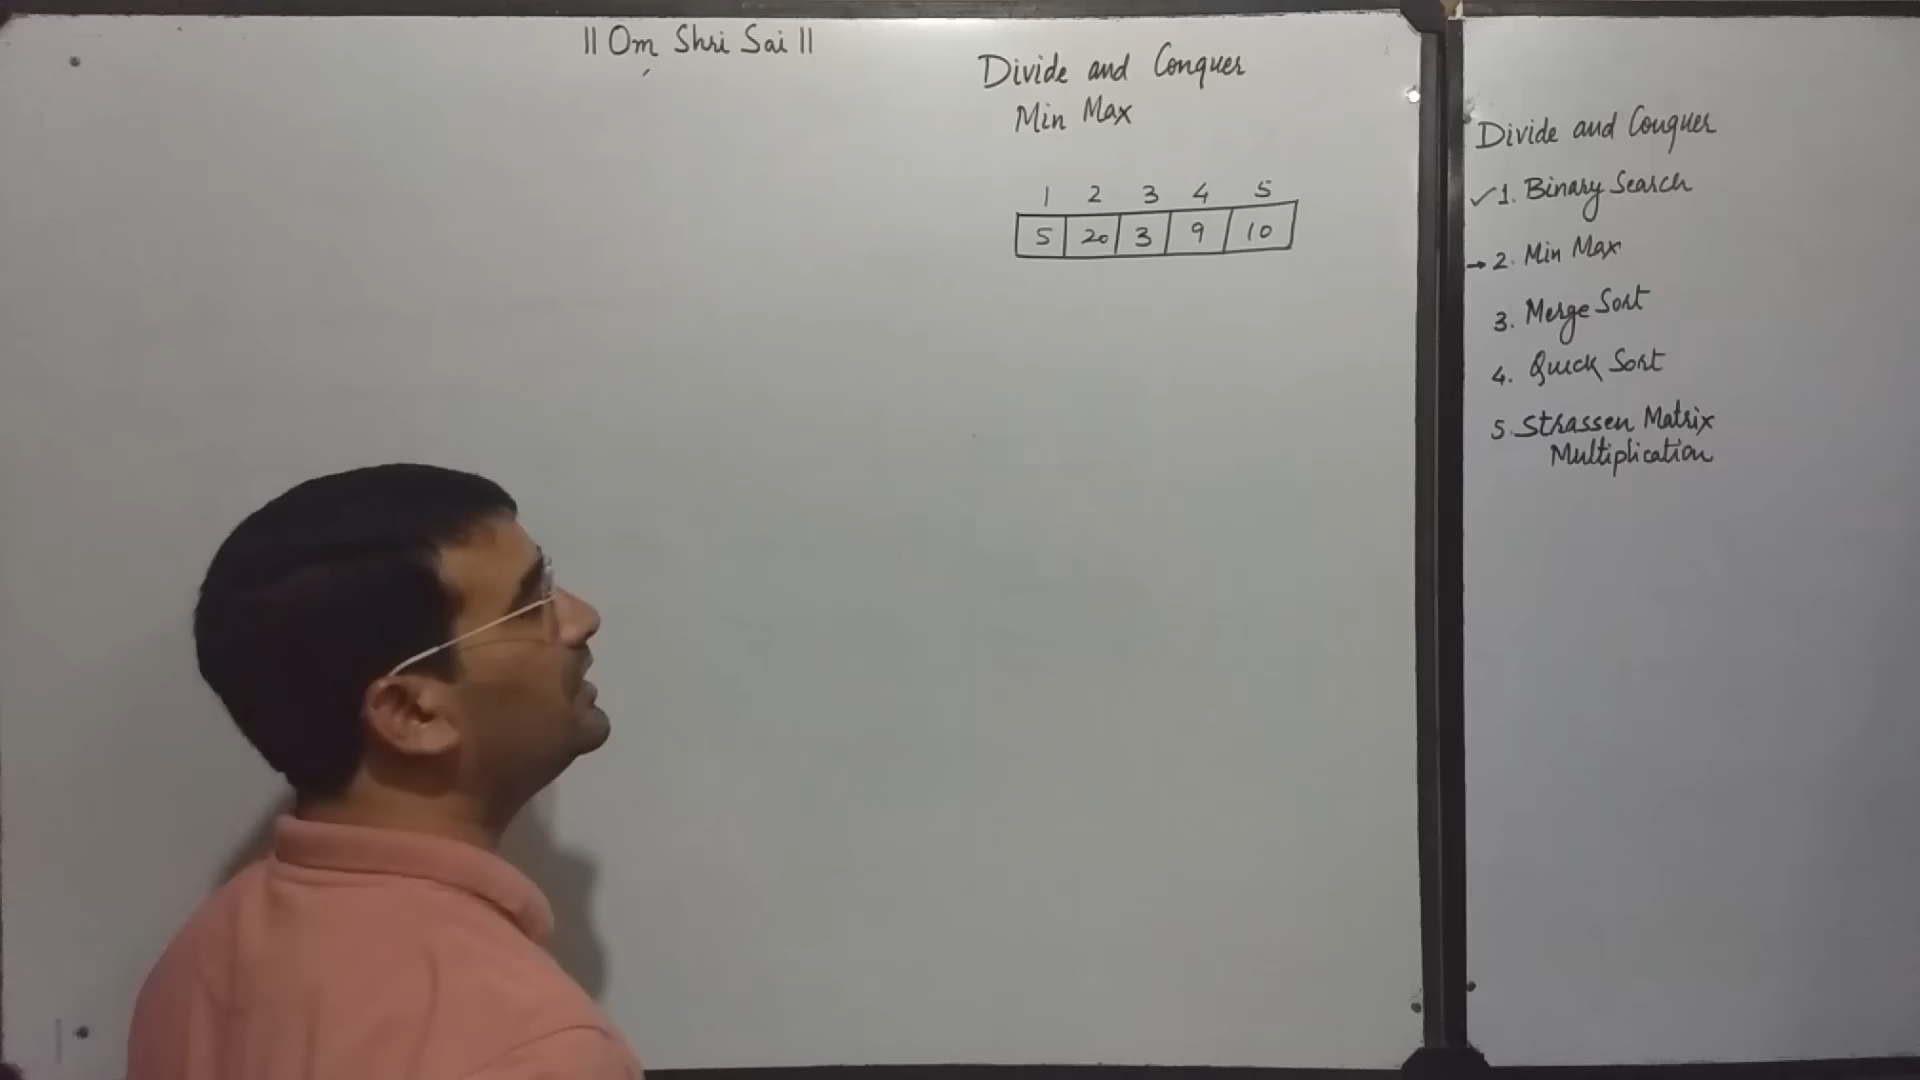 || Om Shri Sai ||
Divide and Conquer
Min Max
1 2 3 4 5
5 20 3 9 10
Divide and Conquer
✓1. Binary Search
→ 2. Min Max
3. Merge Sort
4. Quick Sort
5. Strassen Matrix
Multiplication